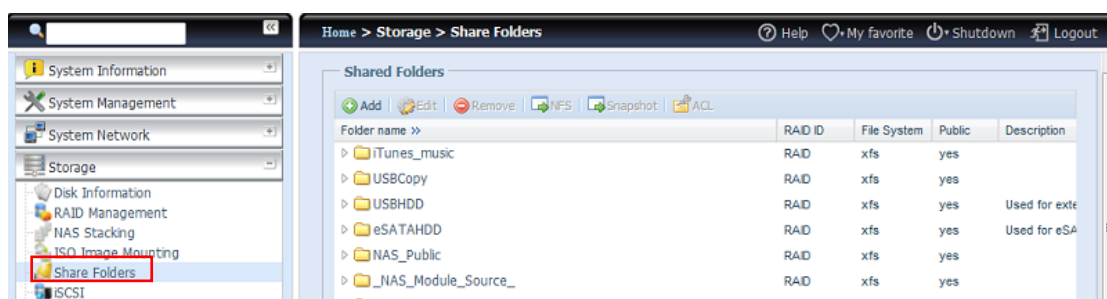 Home > Storage > Share Folders
Help My favorite Shutdown Logout
System Information
System Management
System Network
Storage
Disk Information
RAID Management
NAS Stacking
ISO Image Mounting
Share Folders
iSCSI
Shared Folders
Add Edit Remove NFS Snapshot ACL
Folder name » RAID ID File System Public Description
iTunes_music RAID xfs yes
USBCopy RAID xfs yes
USBHDD RAID xfs yes Used for exte
eSATAHDD RAID xfs yes Used for eSA
NAS_Public RAID xfs yes
_NAS_Module_Source_ RAID xfs yes